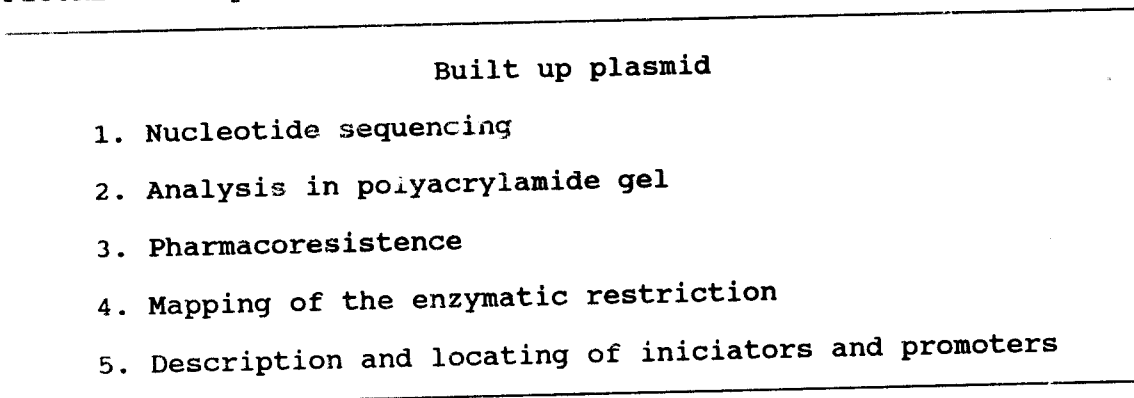 Built up plasmid
1. Nucleotide sequencing
2. Analysis in polyacrylamide gel
3. Pharmacoresistence
4. Mapping of the enzymatic restriction
5. Description and locating of iniciators and promoters